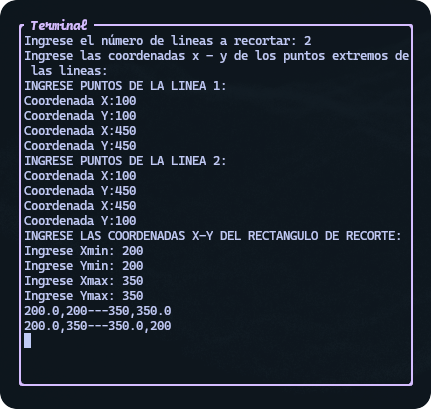 Terminal
Ingrese el número de lineas a recortar: 2
Ingrese las coordenadas x - y de los puntos extremos de
las lineas:
INGRESE PUNTOS DE LA LINEA 1:
Coordenada X:100
Coordenada Y:100
Coordenada X:450
Coordenada Y:450
INGRESE PUNTOS DE LA LINEA 2:
Coordenada X:100
Coordenada Y:450
Coordenada X:450
Coordenada Y:100
INGRESE LAS COORDENADAS X-Y DEL RECTANGULO DE RECORTE:
Ingrese Xmin: 200
Ingrese Ymin: 200
Ingrese Xmax: 350
Ingrese Ymax: 350
200.0,200---350,350.0
200.0,350---350.0,200